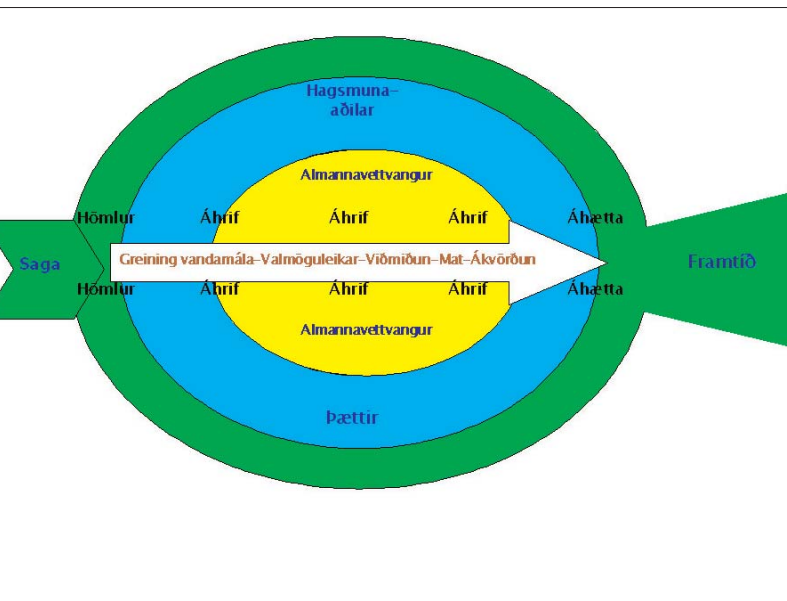 Hagsmuna–
aðilar
Almannavettvangur
Hömlur Áhrif Áhrif Áhrif Áhætta
Saga Greining vandamála–Valmöguleikar–Viðmiðun–Mat–Ákvörðun Framtíð
Hömlur Áhrif Áhrif Áhrif Áhætta
Almannavettvangur
Þættir